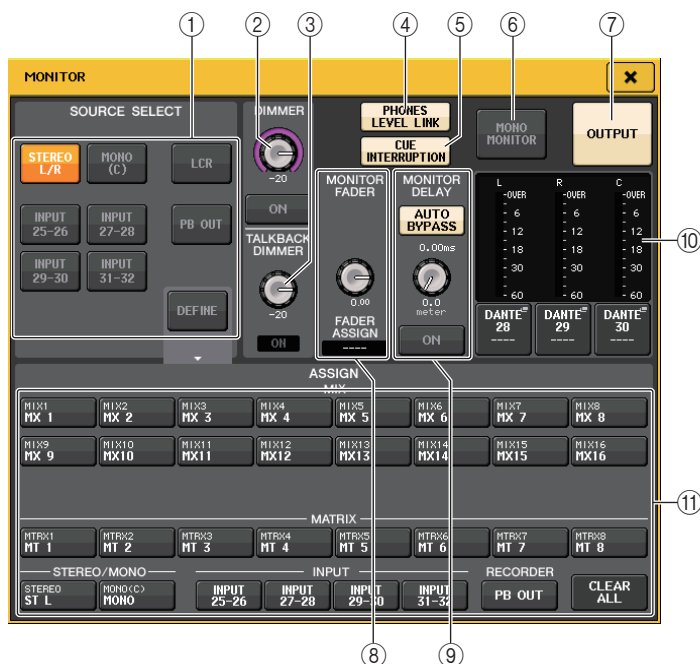 ① ② ③ ④ ⑤ ⑥ ⑦
MONITOR
SOURCE SELECT
STEREO L/R
MONO (C)
LCR
INPUT 25-26
INPUT 27-28
PB OUT
INPUT 29-30
INPUT 31-32
DEFINE
DIMMER
-20
ON
TALKBACK DIMMER
-20
ON
PHONES LEVEL LINK
CUE INTERRUPTION
MONO MONITOR
OUTPUT
MONITOR FADER
0.00
FADER ASSIGN
----
MONITOR DELAY
AUTO BYPASS
0.00ms
0.0
meter
ON
L R C
-OVER -OVER -OVER
- 6 - 6 - 6
- 12 - 12 - 12
- 18 - 18 - 18
- 30 - 30 - 30
- 60 - 60 - 60
⑩
DANTE 28 ----
DANTE 29 ----
DANTE 30 ----
ASSIGN
MIX
MIX1 MIX2 MIX3 MIX4 MIX5 MIX6 MIX7 MIX8
MX 1 MX 2 MX 3 MX 4 MX 5 MX 6 MX 7 MX 8
MIX9 MIX10 MIX11 MIX12 MIX13 MIX14 MIX15 MIX16
MX 9 MX10 MX11 MX12 MX13 MX14 MX15 MX16
⑪
MATRIX
MTRX1 MTRX2 MTRX3 MTRX4 MTRX5 MTRX6 MTRX7 MTRX8
MT 1 MT 2 MT 3 MT 4 MT 5 MT 6 MT 7 MT 8
STEREO/MONO INPUT RECORDER
STEREO ST L
MONO(C) MONO
INPUT 25-26
INPUT 27-28
INPUT 29-30
INPUT 31-32
PB OUT
CLEAR ALL
⑧ ⑨